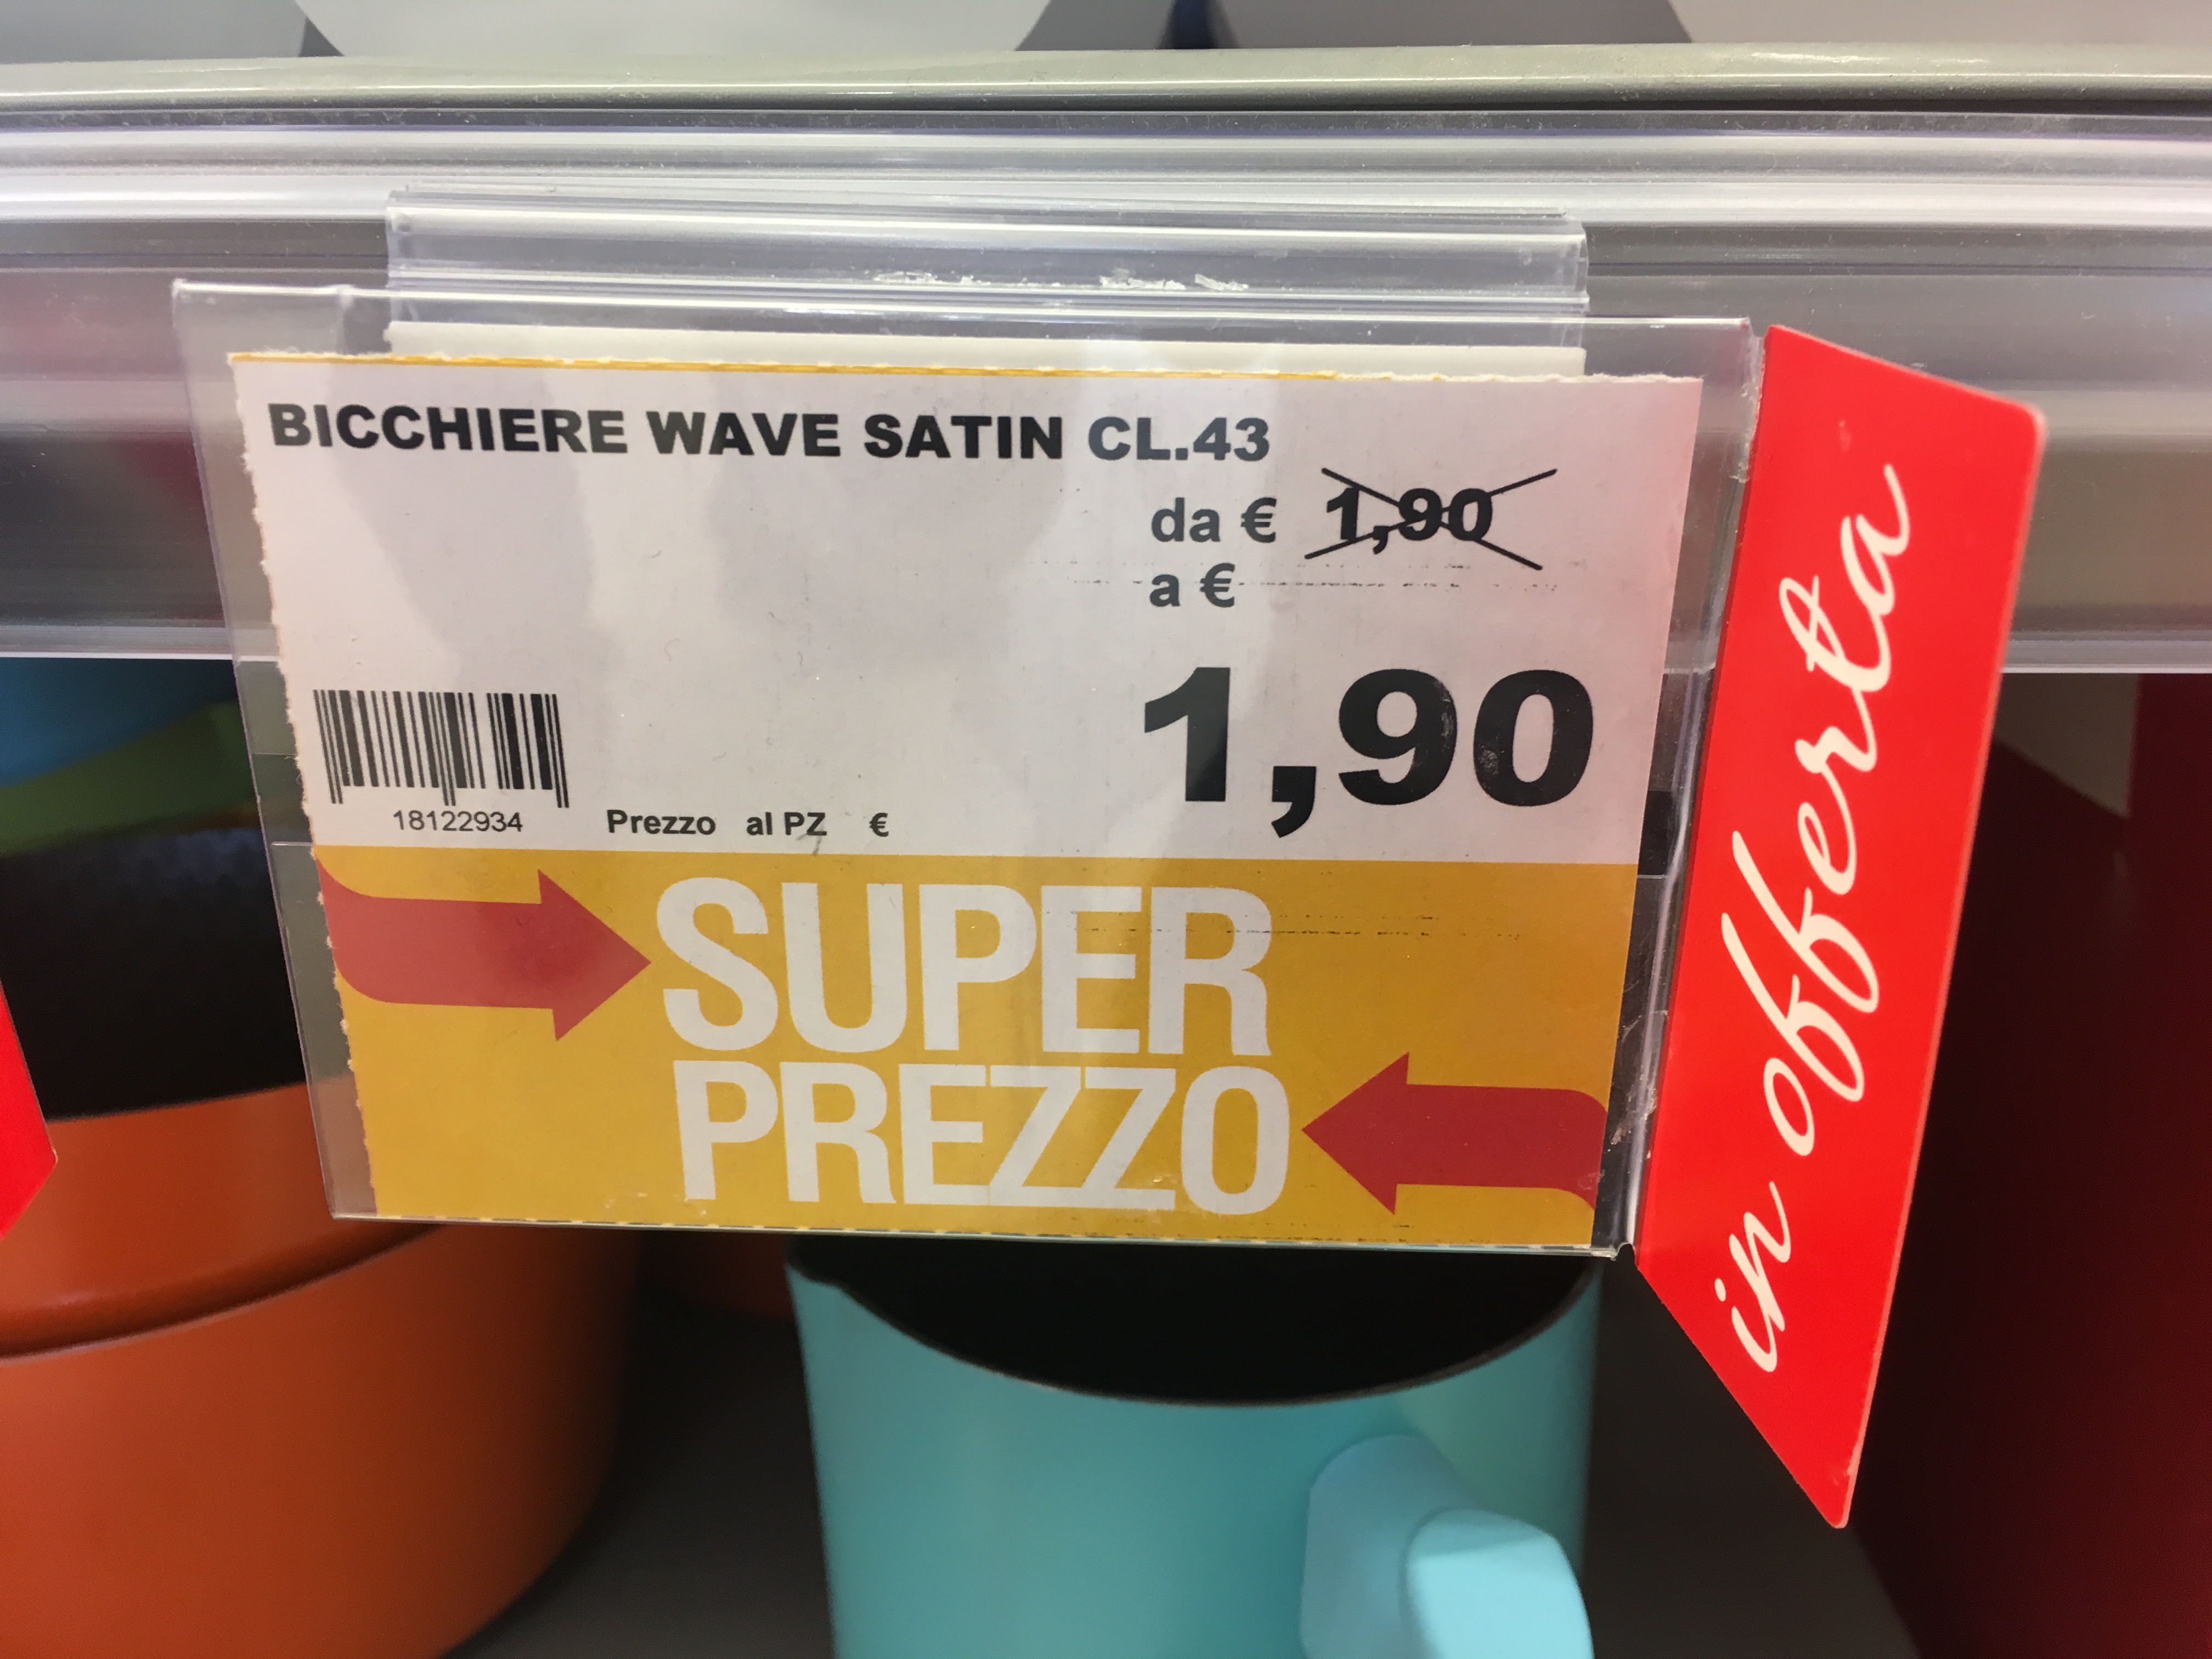 BICCHIERE WAVE SATIN CL.43
da € 1,90
a €
1,90
18122934
Prezzo al PZ €
SUPER
PREZZO
in offerta